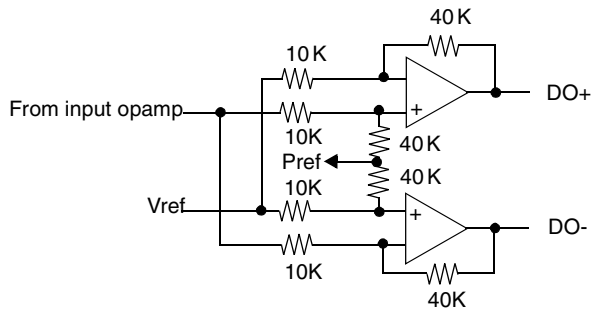 40K
10K
DO+
From input opamp
+
10K
40K
Pref
40K
10K
Vref
+
DO-
10K
40K